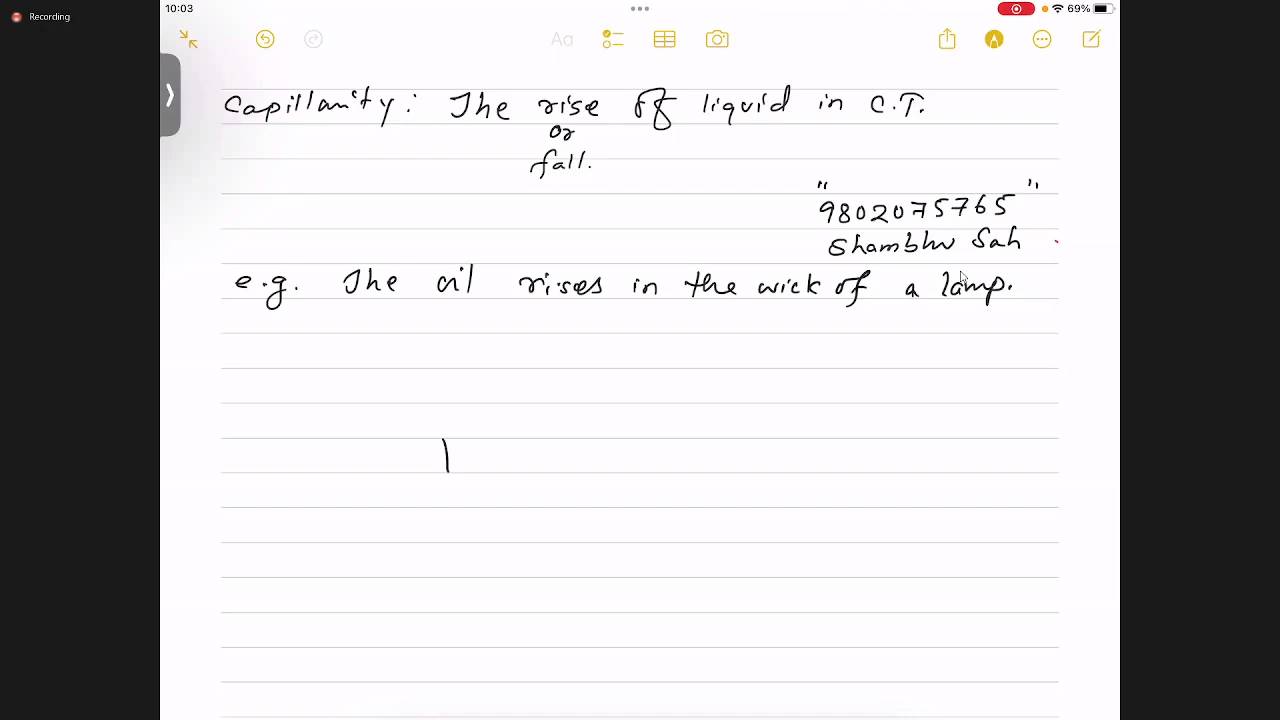 10:03
69%
Recording
Aa
Capillarity: The rise of liquid in C.T.
or
fall.
" 9802075765 "
Shambhu Sah
e.g. The oil rises in the wick of a lamp.